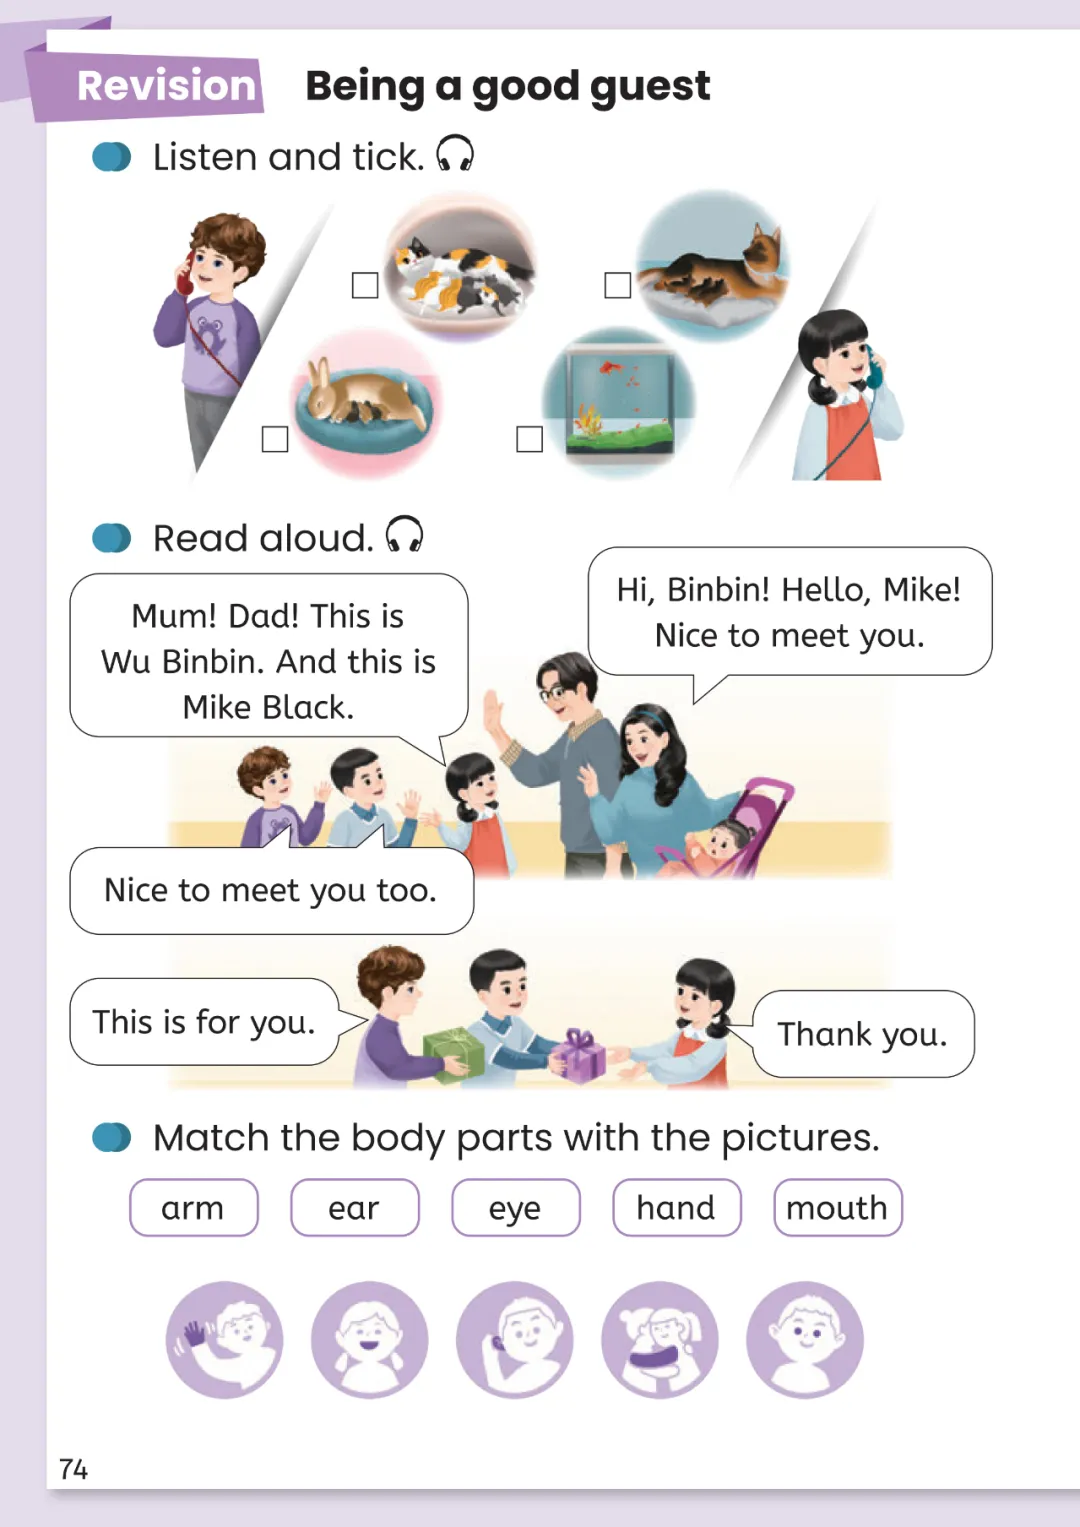 Revision Being a good guest
Listen and tick.
Read aloud.
Mum! Dad! This is
Wu Binbin. And this is
Mike Black.
Hi, Binbin! Hello, Mike!
Nice to meet you.
Nice to meet you too.
This is for you.
Thank you.
Match the body parts with the pictures.
arm ear eye hand mouth
74